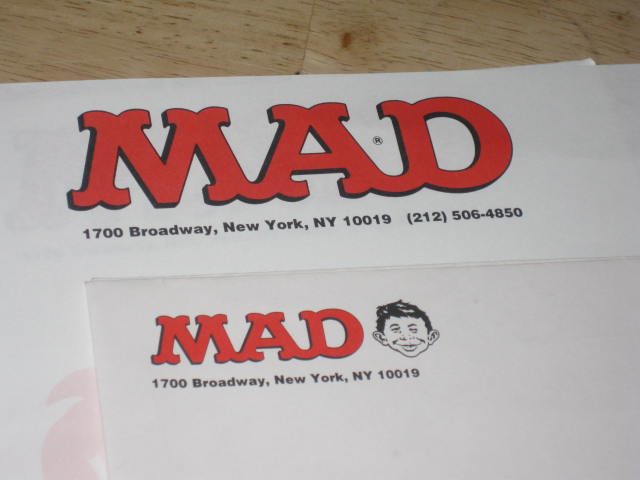 MAD®
1700 Broadway, New York, NY 10019 (212) 506-4850
MAD
1700 Broadway, New York, NY 10019